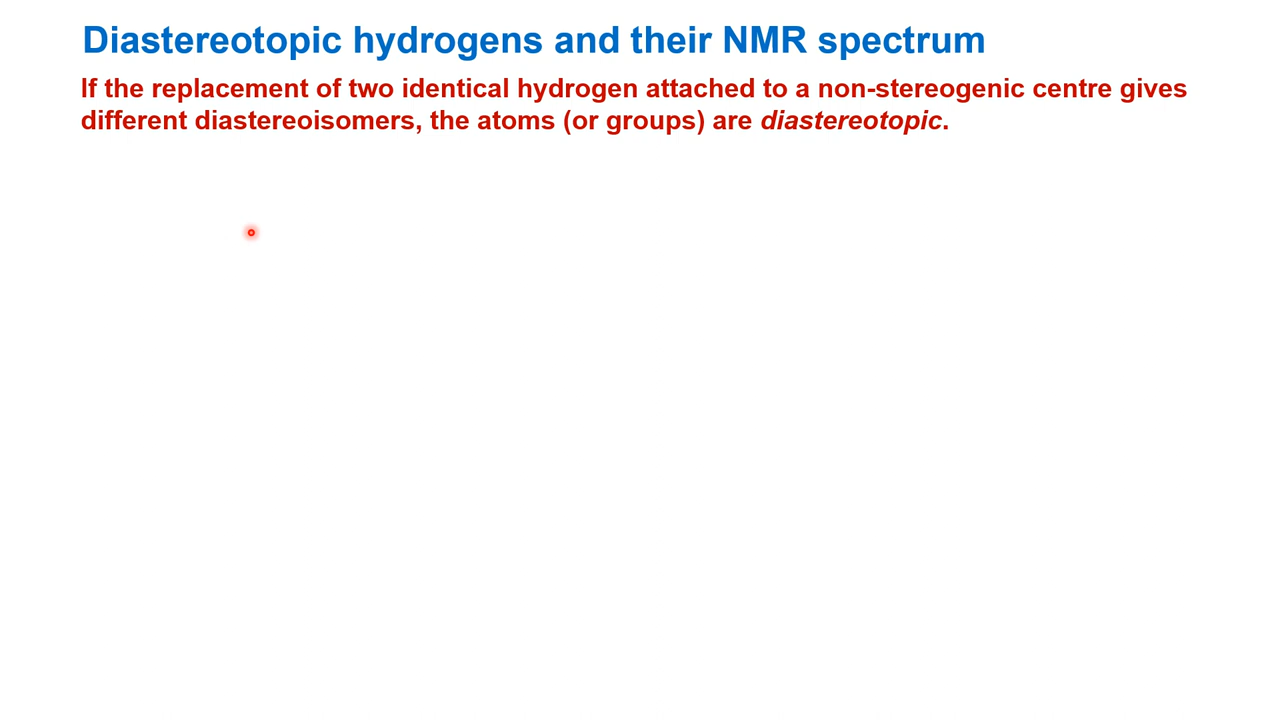 Diastereotopic hydrogens and their NMR spectrum
If the replacement of two identical hydrogen attached to a non-stereogenic centre gives
different diastereoisomers, the atoms (or groups) are diastereotopic.